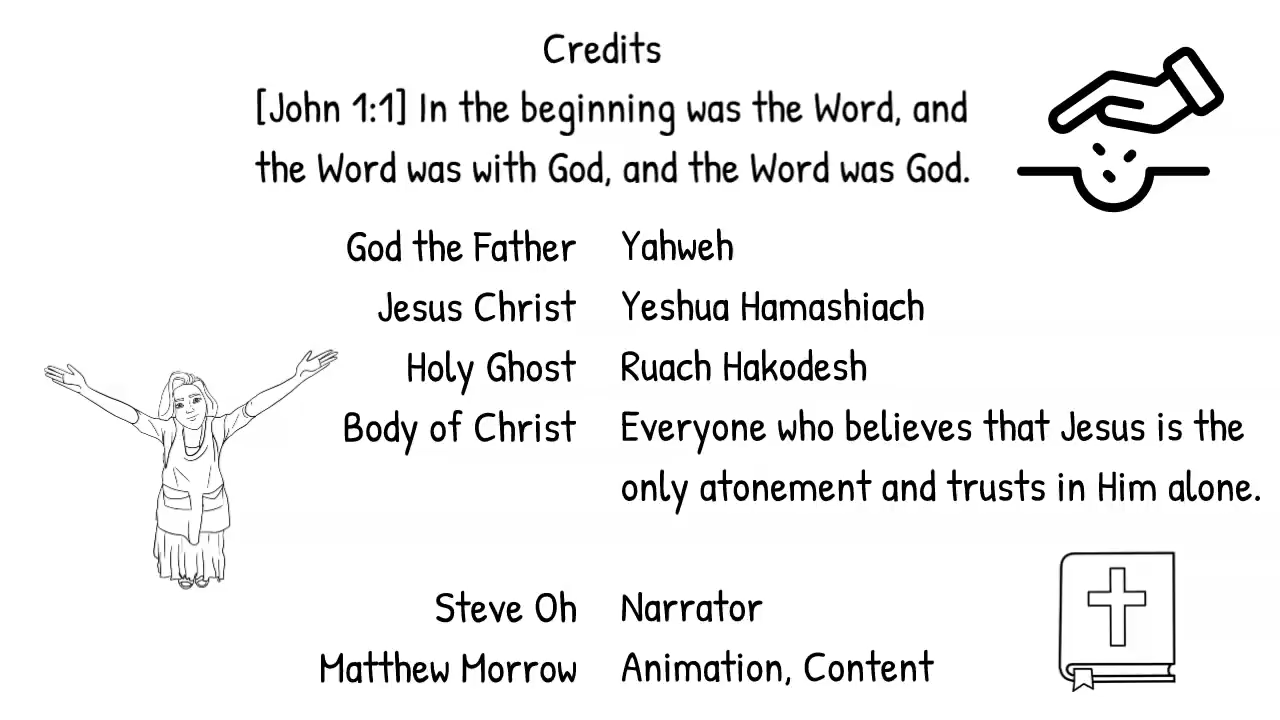 Credits
[John 1:1] In the beginning was the Word, and
the Word was with God, and the Word was God.
God the Father Yahweh
Jesus Christ Yeshua Hamashiach
Holy Ghost Ruach Hakodesh
Body of Christ Everyone who believes that Jesus is the
only atonement and trusts in Him alone.
Steve Oh Narrator
Matthew Morrow Animation, Content